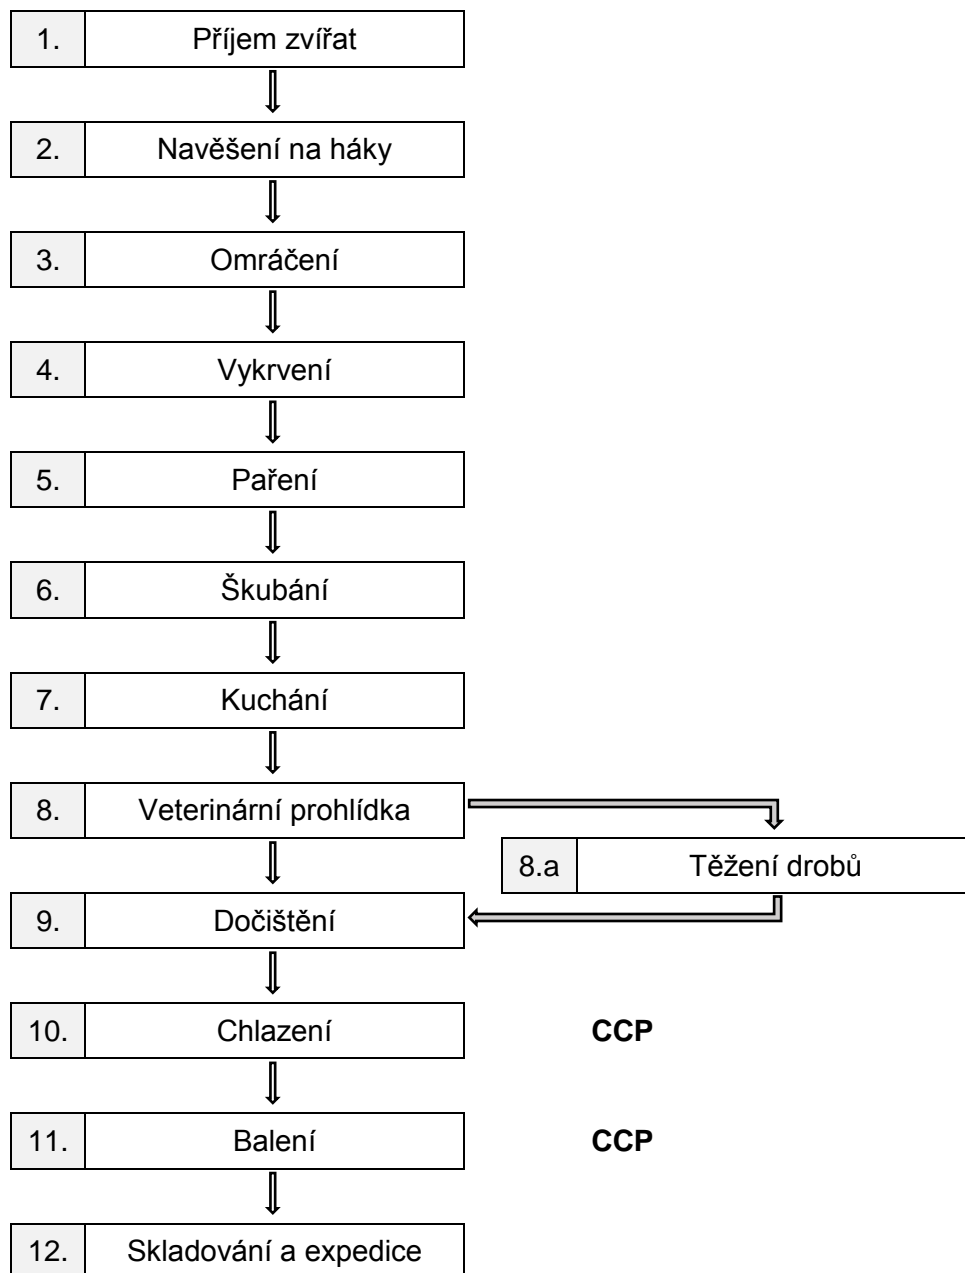 1. Příjem zvířat
2. Navěšení na háky
3. Omráčení
4. Vykrvení
5. Paření
6. Škubání
7. Kuchání
8. Veterinární prohlídka
8.a Těžení drobů
9. Dočištění
10. Chlazení CCP
11. Balení CCP
12. Skladování a expedice